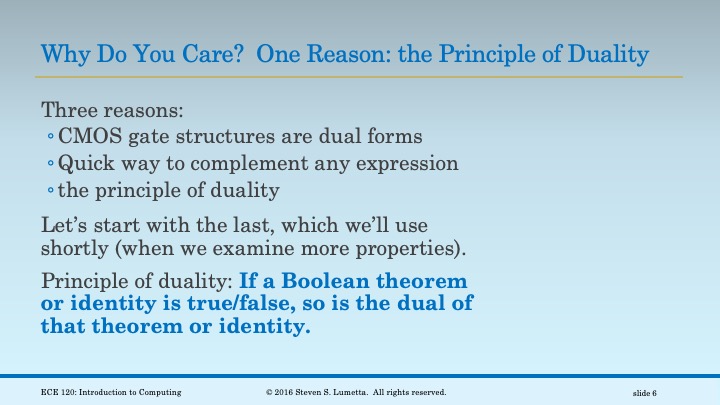 Why Do You Care?  One Reason: the Principle of Duality
Three reasons:
◦ CMOS gate structures are dual forms
◦ Quick way to complement any expression
◦ the principle of duality
Let’s start with the last, which we’ll use
shortly (when we examine more properties).
Principle of duality: If a Boolean theorem
or identity is true/false, so is the dual of
that theorem or identity.
ECE 120: Introduction to Computing
© 2016 Steven S. Lumetta.  All rights reserved.
slide 6